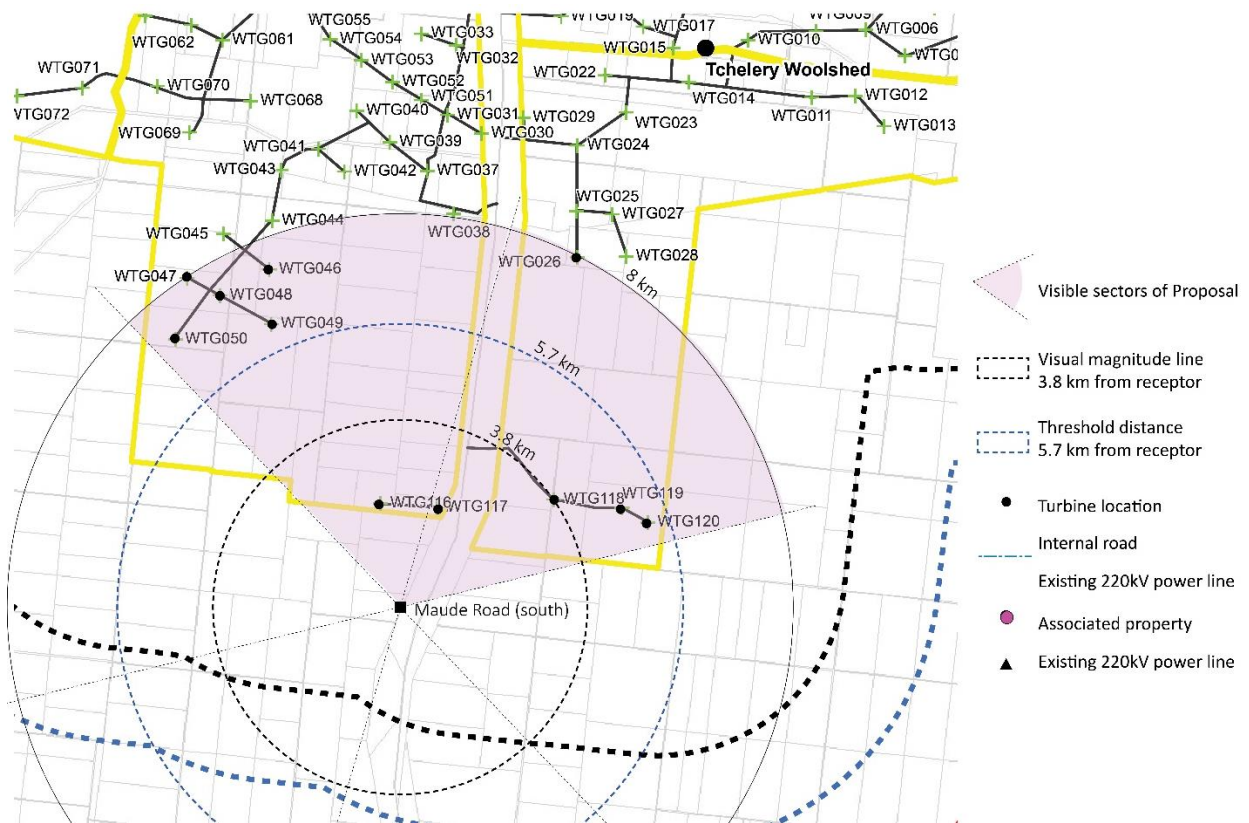 WTG055
WTG019
WTG017
WTG009
WTG062
WTG061
WTG054
WTG033
WTG015
WTG010
WTG006
WTG053
WTG032
WTG0
Tchelery Woolshed
WTG071
WTG070
WTG052
WTG022
WTG072
WTG068
WTG051
WTG014
WTG012
WTG040
WTG031
WTG029
WTG023
WTG011
WTG013
WTG069
WTG030
WTG041
WTG039
WTG024
WTG043
WTG042
WTG037
WTG025
WTG044
WTG027
WTG045
WTG038
WTG046
WTG026
WTG028
WTG047
8 km
WTG048
Visible sectors of Proposal
WTG049
WTG050
5.7 km
Visual magnitude line
3.8 km from receptor
3.8 km
Threshold distance
5.7 km from receptor
WTG116
WTG117
WTG118
WTG119
WTG120
Turbine location
Internal road
Existing 220kV power line
Maude Road (south)
Associated property
Existing 220kV power line